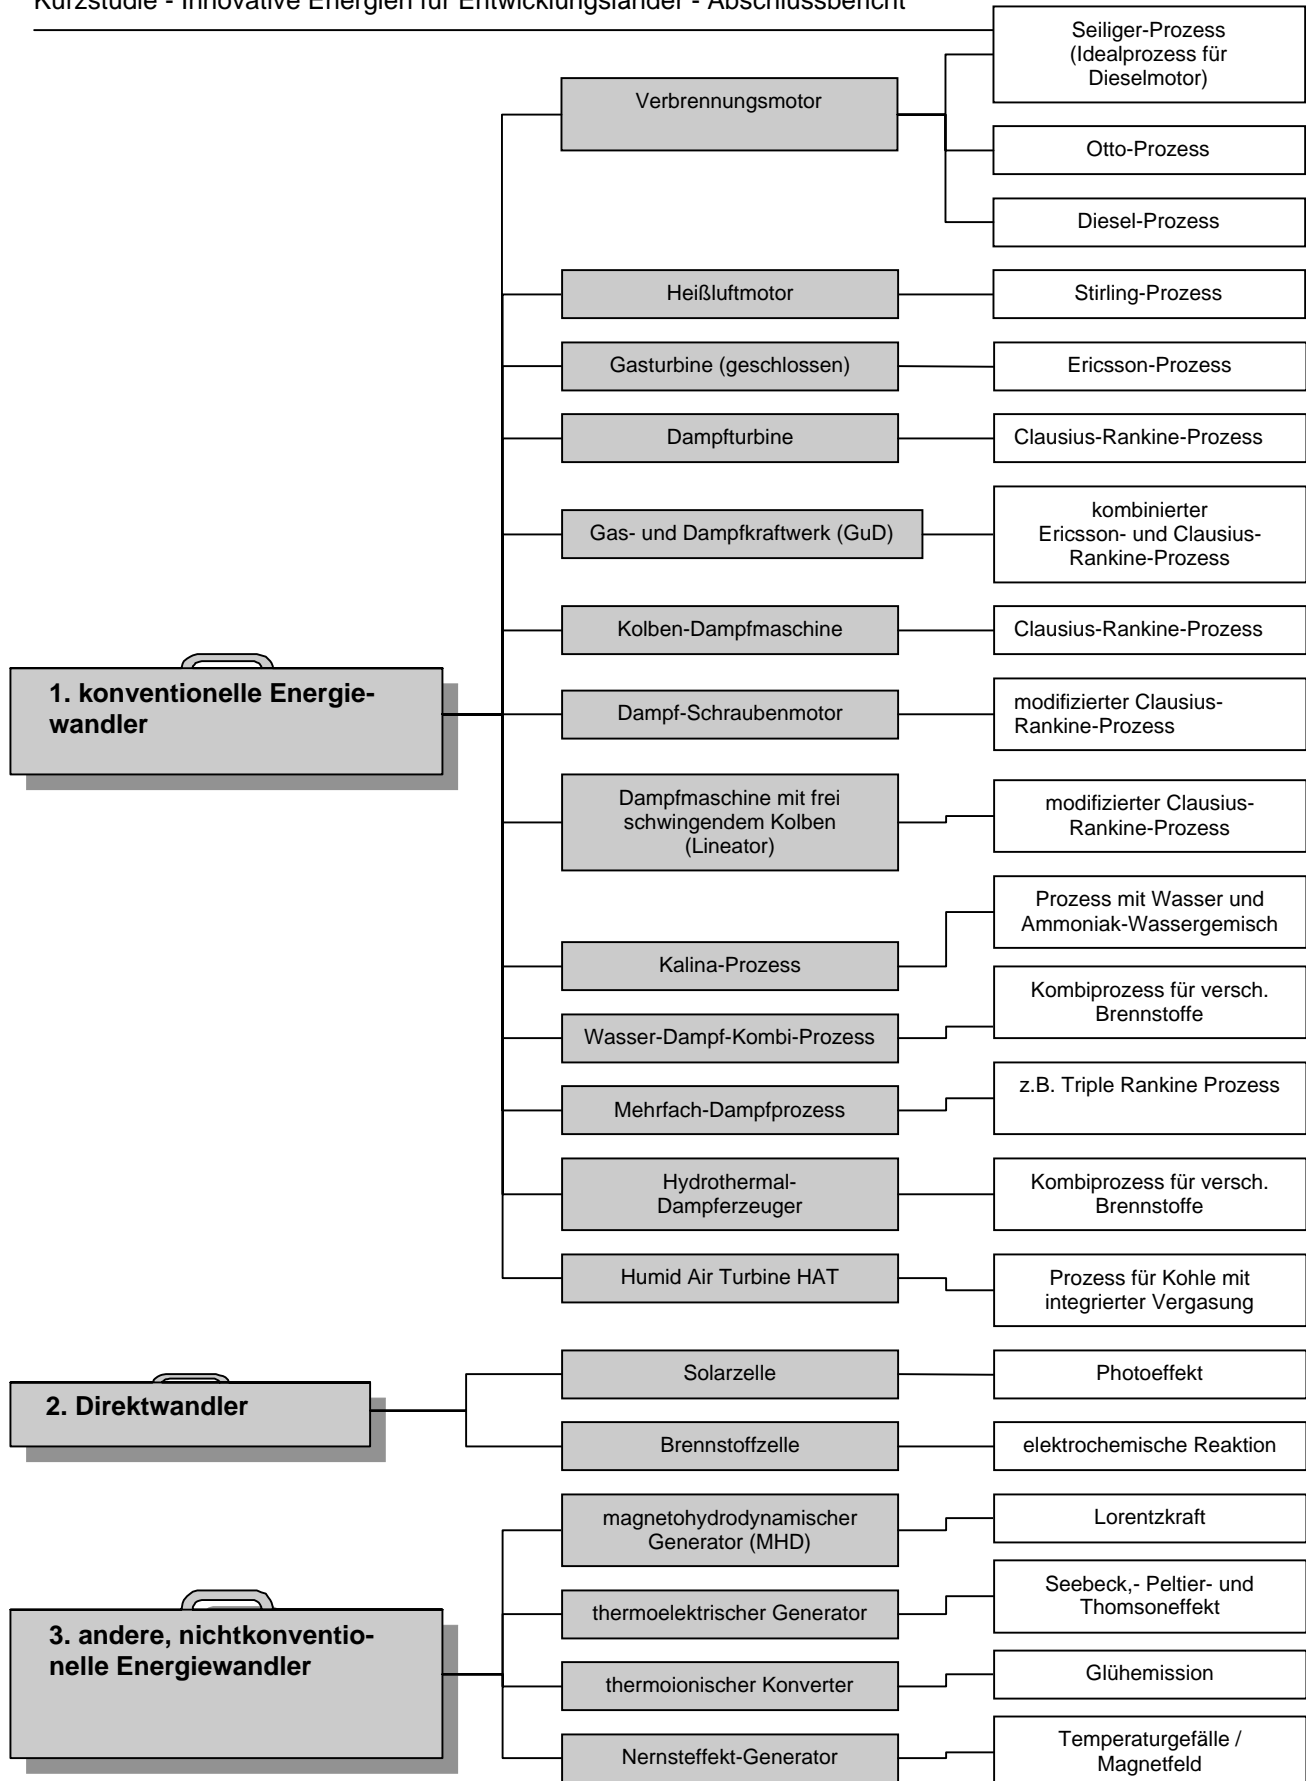 Kurzstudie - Innovative Energien für Entwicklungsländer - Abschlussbericht
Seiliger-Prozess
(Idealprozess für
Dieselmotor)
Verbrennungsmotor
Otto-Prozess
Diesel-Prozess
Heißluftmotor
Stirling-Prozess
Gasturbine (geschlossen)
Ericsson-Prozess
Dampfturbine
Clausius-Rankine-Prozess
Gas- und Dampfkraftwerk (GuD)
kombinierter
Ericsson- und Clausius-
Rankine-Prozess
Kolben-Dampfmaschine
Clausius-Rankine-Prozess
1. konventionelle Energie-
wandler
Dampf-Schraubenmotor
modifizierter Clausius-
Rankine-Prozess
Dampfmaschine mit frei
schwingendem Kolben
(Lineator)
modifizierter Clausius-
Rankine-Prozess
Kalina-Prozess
Prozess mit Wasser und
Ammoniak-Wassergemisch
Wasser-Dampf-Kombi-Prozess
Kombiprozess für versch.
Brennstoffe
Mehrfach-Dampfprozess
z.B. Triple Rankine Prozess
Hydrothermal-
Dampferzeuger
Kombiprozess für versch.
Brennstoffe
Humid Air Turbine HAT
Prozess für Kohle mit
integrierter Vergasung
2. Direktwandler
Solarzelle
Photoeffekt
Brennstoffzelle
elektrochemische Reaktion
3. andere, nichtkonventio-
nelle Energiewandler
magnetohydrodynamischer
Generator (MHD)
Lorentzkraft
thermoelektrischer Generator
Seebeck,- Peltier- und
Thomsoneffekt
thermoionischer Konverter
Glühemission
Nernsteffekt-Generator
Temperaturgefälle /
Magnetfeld